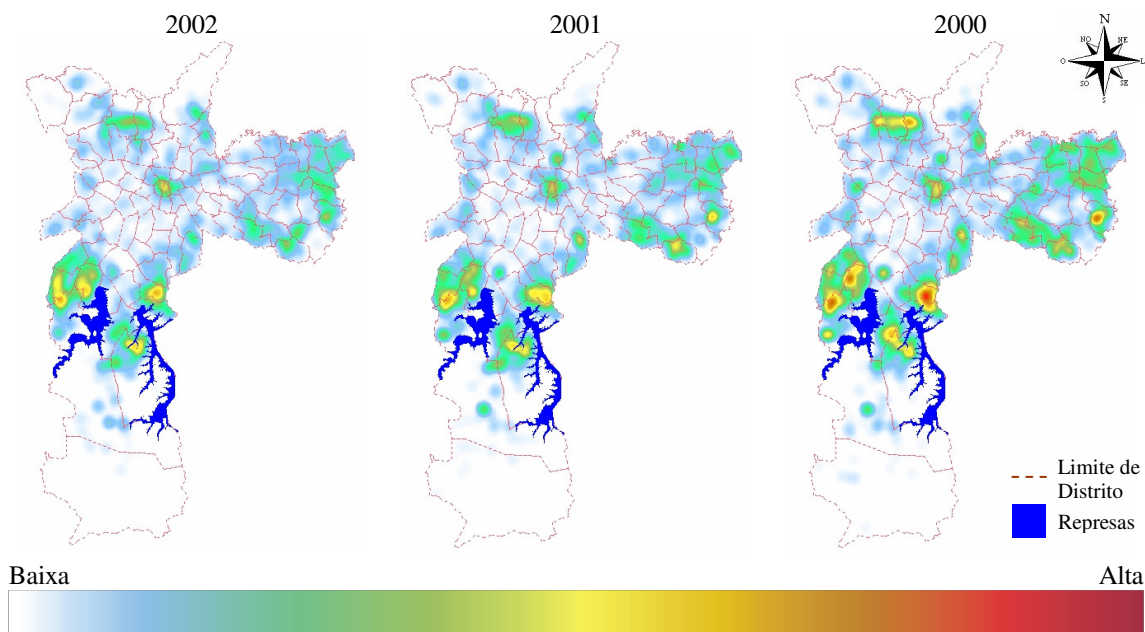 2002
2001
2000
N
NO
NE
O
L
SO
SE
S
Limite de
Distrito
Represas
Baixa
Alta